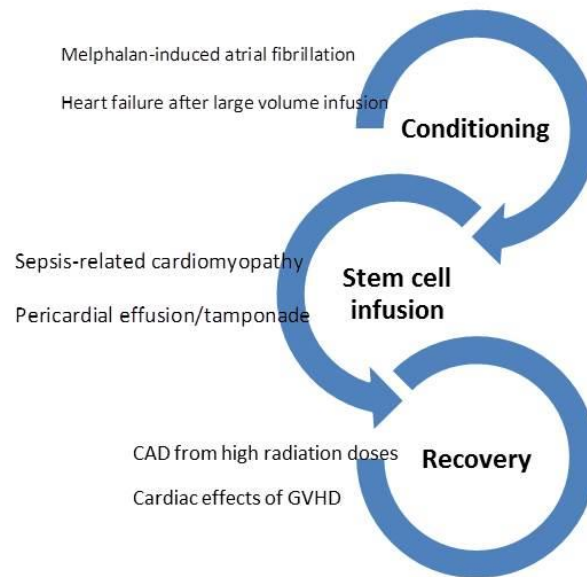 Melphalan-induced atrial fibrillation
Heart failure after large volume infusion
Conditioning
Sepsis-related cardiomyopathy
Pericardial effusion/tamponade
Stem cell
infusion
CAD from high radiation doses
Cardiac effects of GVHD
Recovery